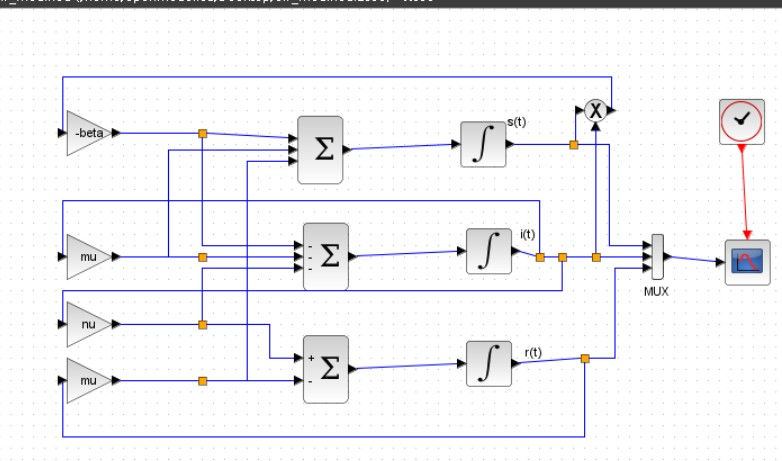 s(t)
X
-beta
Σ
∫
i(t)
mu
-
-
-
Σ
∫
MUX
nu
r(t)
+
-
Σ
∫
mu